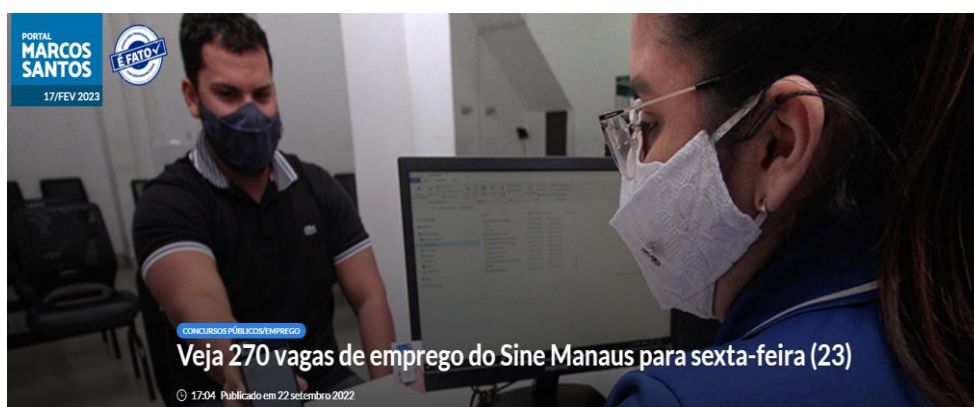 PORTAL
MARCOS
SANTOS
17/FEV 2023
É FATO
CONCURSOS PÚBLICOS/EMPREGO
Veja 270 vagas de emprego do Sine Manaus para sexta-feira (23)
17:04 Publicado em 22 setembro 2022